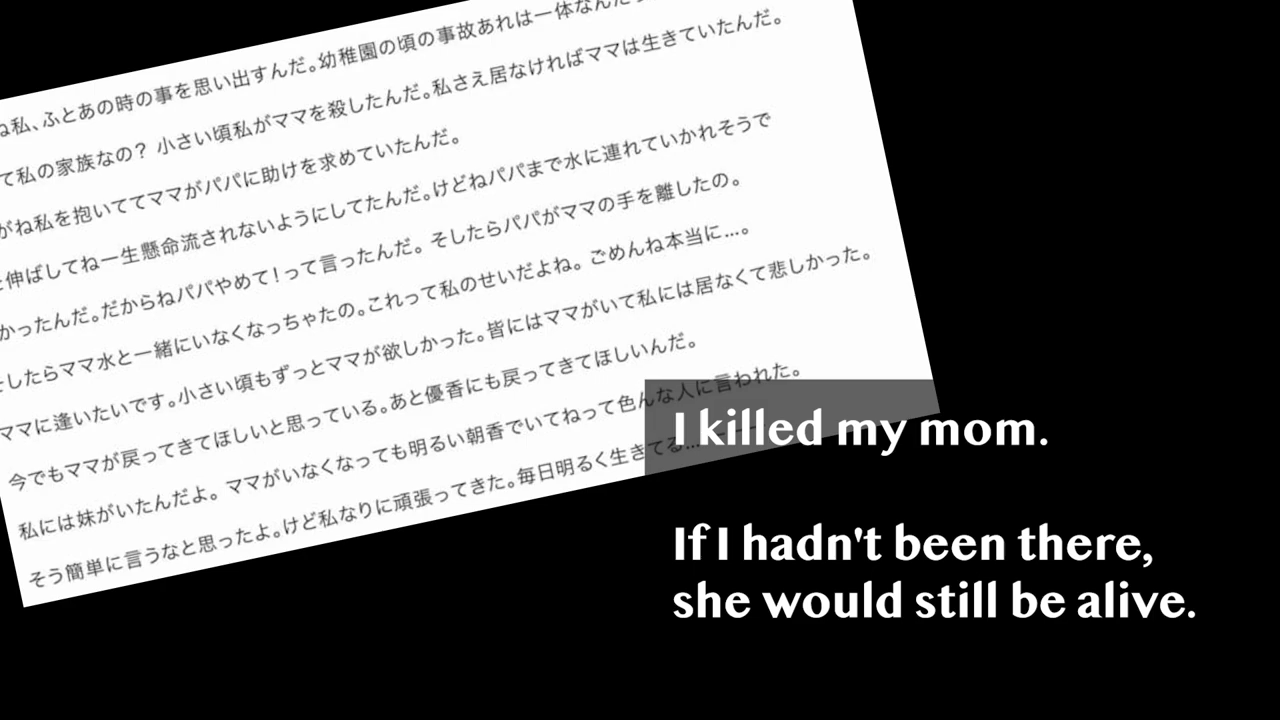 ね私、ふとあの時の事を思い出すんだ。幼稚園の頃の事故あれは一体なんだ
て私の家族なの？ 小さい頃私がママを殺したんだ。私さえ居なければママは生きていたんだ。
がね私を抱いててママがパパに助けを求めていたんだ。
伸ばしてね一生懸命流されないようにしてたんだ。けどねパパまで水に連れていかれそうで
かったんだ。だからねパパやめて！って言ったんだ。 そしたらパパがママの手を離したの。
そしたらママ水と一緒にいなくなっちゃたの。これって私のせいだよね。 ごめんね本当に…。
ママに逢いたいです。小さい頃もずっとママが欲しかった。皆にはママがいて私には居なくて悲しかった。
今でもママが戻ってきてほしいと思っている。あと優香にも戻ってきてほしいんだ。
私には妹がいたんだよ。 ママがいなくなっても明るい朝香でいてねって色んな人に言われた。
そう簡単に言うなと思ったよ。けど私なりに頑張ってきた。毎日明るく生きてる…
I killed my mom.
If I hadn't been there,
she would still be alive.